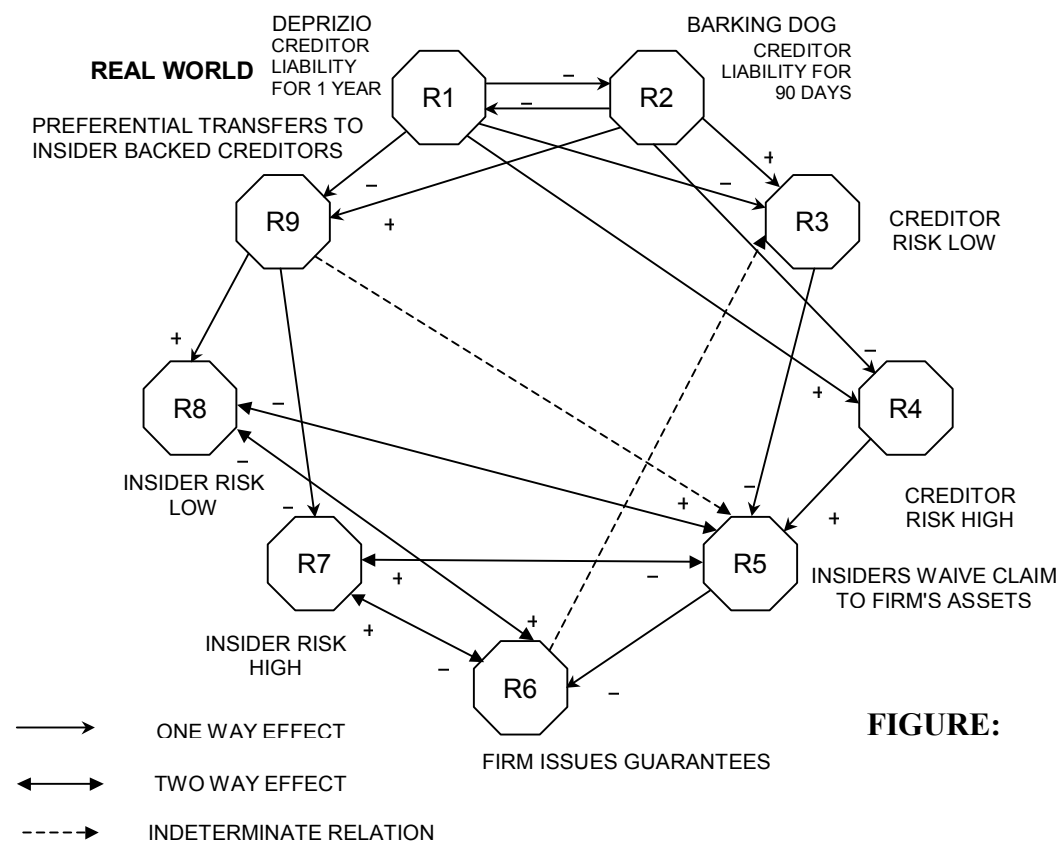 DEPRIZIO
CREDITOR
LIABILITY
FOR 1 YEAR
BARKING DOG
CREDITOR
LIABILITY FOR
90 DAYS
REAL WORLD
R1
R2
–
–
PREFERENTIAL TRANSFERS TO
INSIDER BACKED CREDITORS
+
–
–
R9
+
R3
CREDITOR
RISK LOW
+
–
R8
–
+
R4
–
INSIDER RISK
LOW
–
+
–
+
CREDITOR
RISK HIGH
R7
R5
+
–
INSIDERS WAIVE CLAIM
TO FIRM'S ASSETS
INSIDER RISK
HIGH
+
–
+
R6
–
FIRM ISSUES GUARANTEES
FIGURE:
ONE WAY EFFECT
TWO WAY EFFECT
INDETERMINATE RELATION